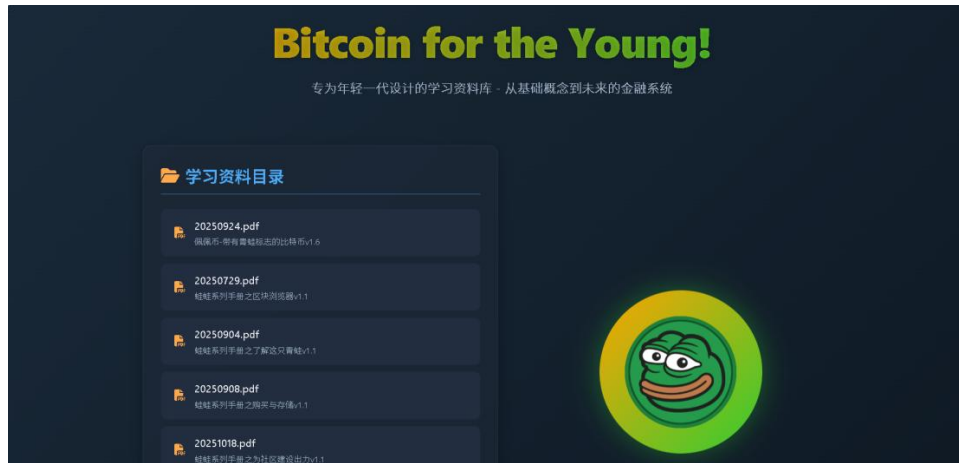 Bitcoin for the Young!
专为年轻一代设计的学习资料库 - 从基础概念到未来的金融系统
学习资料目录
20250924.pdf
佩佩币-带有青蛙标志的比特币v1.6
20250729.pdf
蛙蛙系列手册之区块浏览器v1.1
20250904.pdf
蛙蛙系列手册之了解这只青蛙v1.1
20250908.pdf
蛙蛙系列手册之购买与存储v1.1
20251018.pdf
蛙蛙系列手册之为社区建设出力v1.1